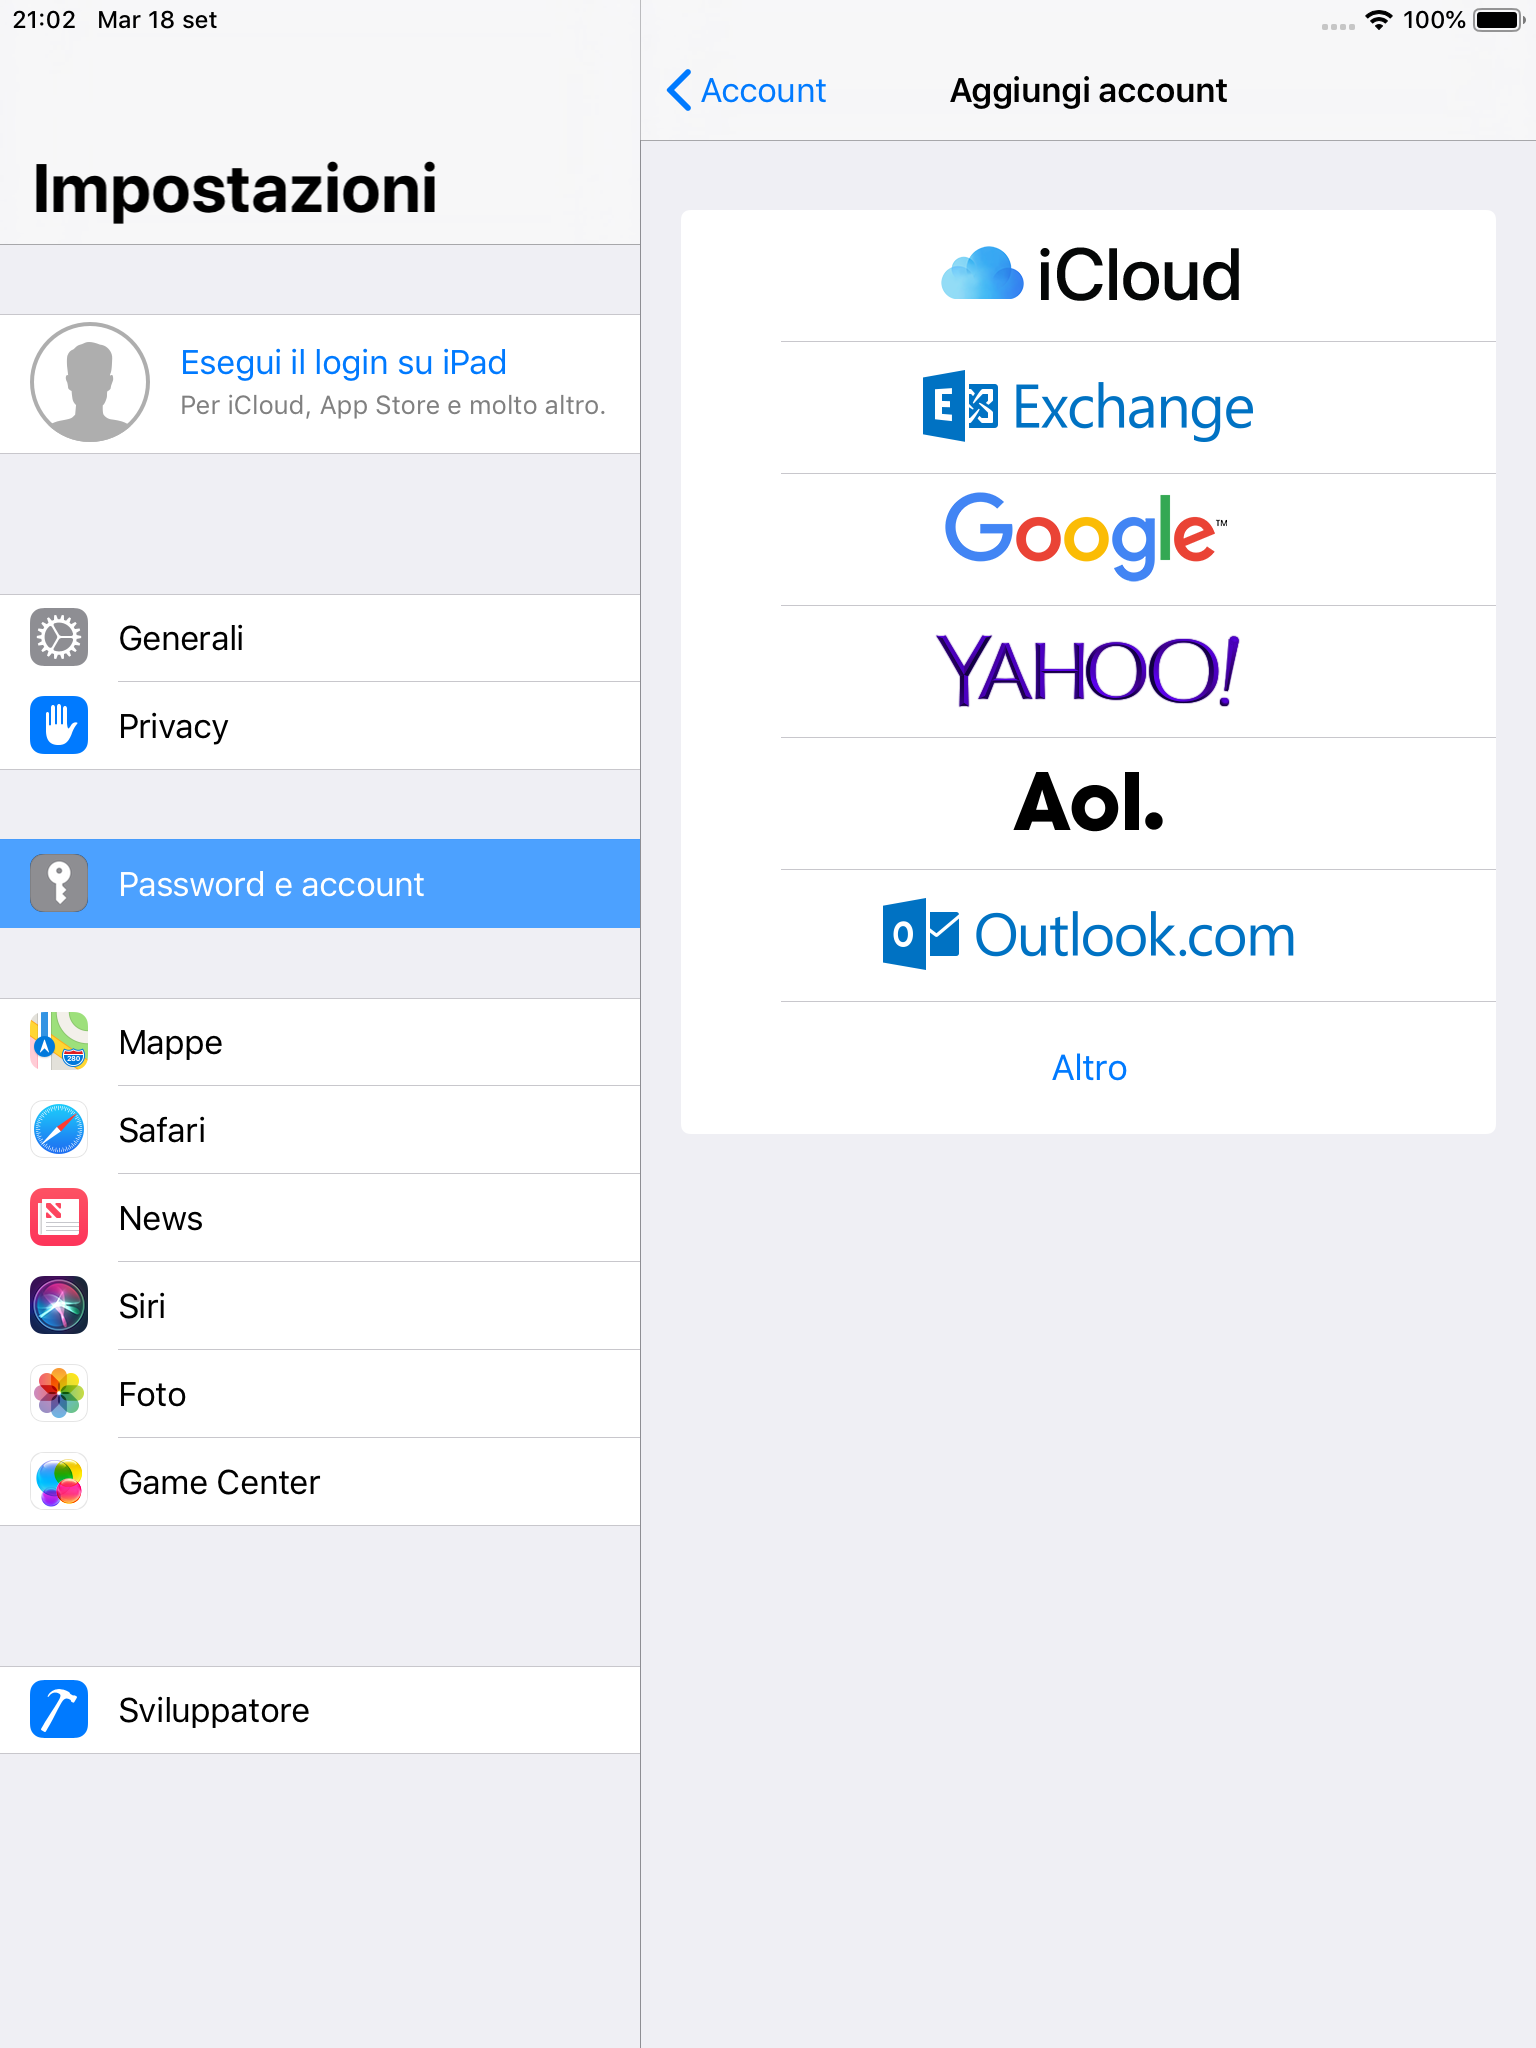 21:02 Mar 18 set
100%
Impostazioni
Esegui il login su iPad
Per iCloud, App Store e molto altro.
Generali
Privacy
Password e account
280
Mappe
Safari
News
Siri
Foto
Game Center
Sviluppatore
Account
Aggiungi account
iCloud
E Exchange
Google™
YAHOO!
Aol.
O Outlook.com
Altro